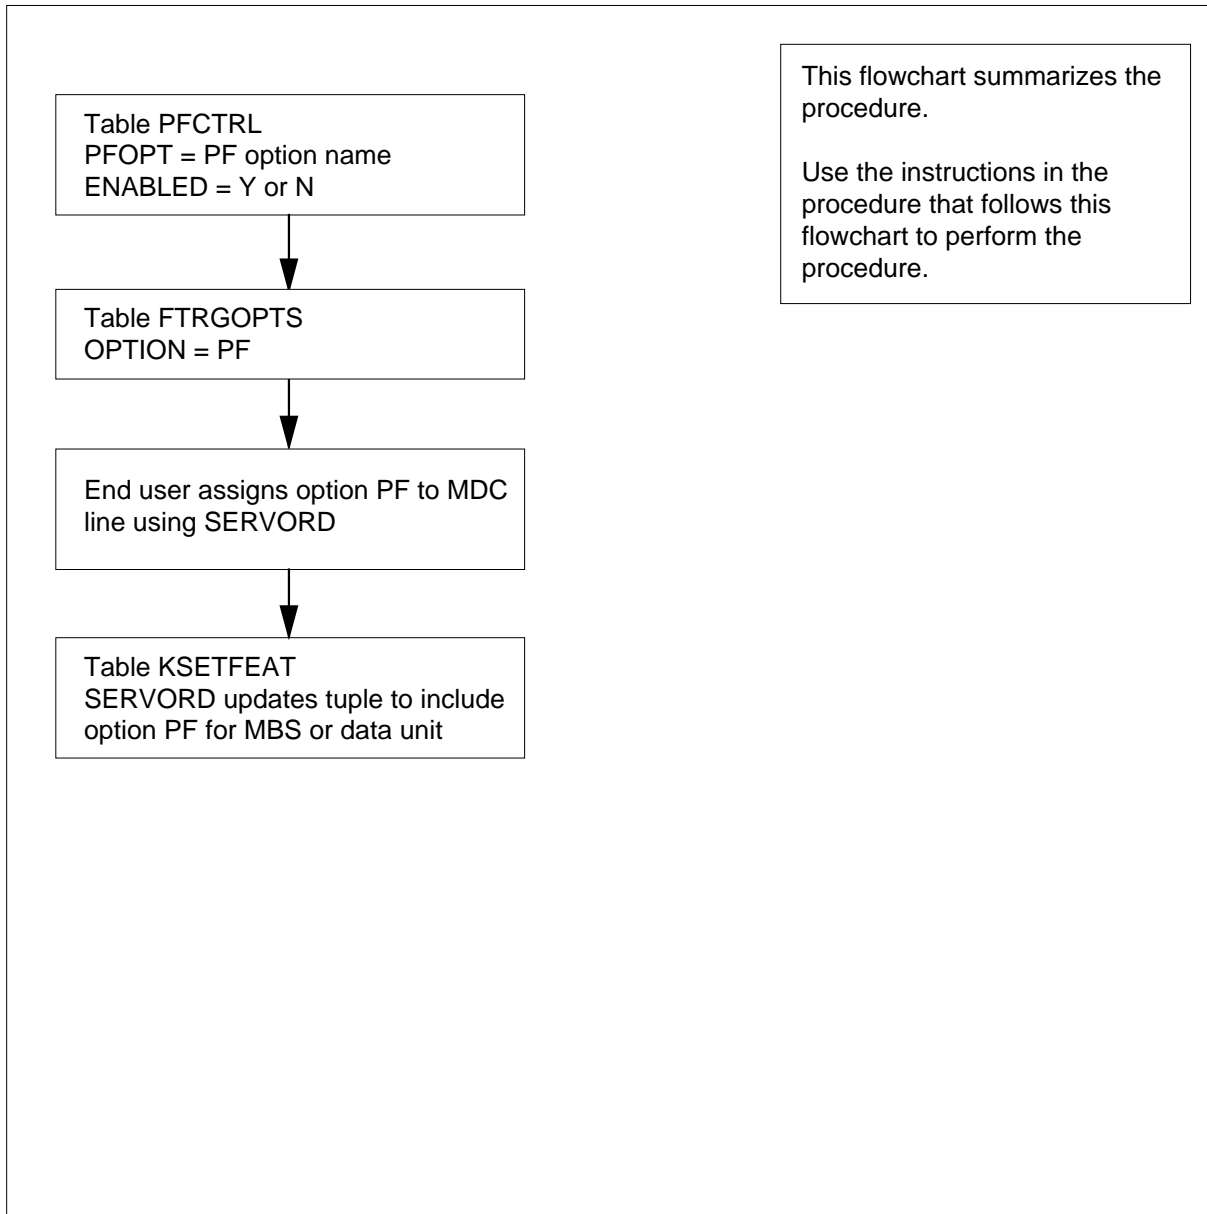 Table PFCTRL
PFOPT = PF option name
ENABLED = Y or N
Table FTRGOPTS
OPTION = PF
End user assigns option PF to MDC
line using SERVORD
Table KSETFEAT
SERVORD updates tuple to include
option PF for MBS or data unit
This flowchart summarizes the
procedure.
Use the instructions in the
procedure that follows this
flowchart to perform the
procedure.